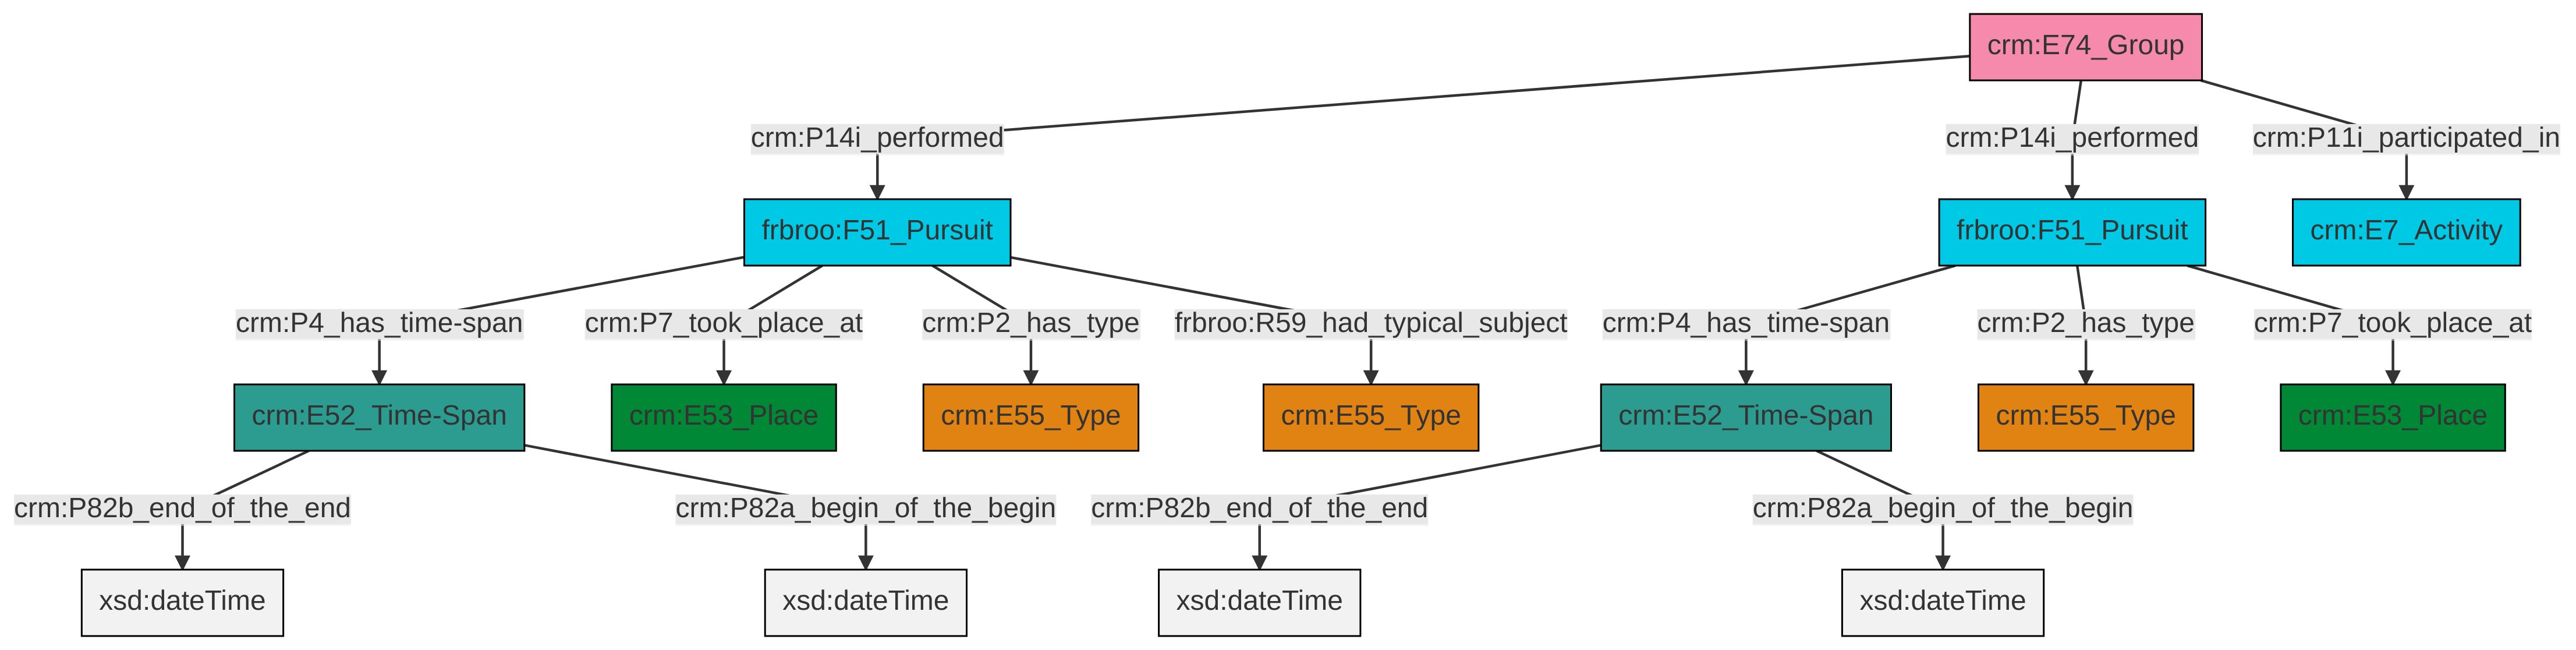 crm:E74_Group
crm:P14i_performed
crm:P14i_performed
crm:P11i_participated_in
frbroo:F51_Pursuit
frbroo:F51_Pursuit
crm:E7_Activity
crm:P4_has_time-span
crm:P7_took_place_at
crm:P2_has_type
frbroo:R59_had_typical_subject
crm:P4_has_time-span
crm:P2_has_type
crm:P7_took_place_at
crm:E52_Time-Span
crm:E53_Place
crm:E55_Type
crm:E55_Type
crm:E52_Time-Span
crm:E55_Type
crm:E53_Place
crm:P82b_end_of_the_end
crm:P82a_begin_of_the_begin
crm:P82b_end_of_the_end
crm:P82a_begin_of_the_begin
xsd:dateTime
xsd:dateTime
xsd:dateTime
xsd:dateTime